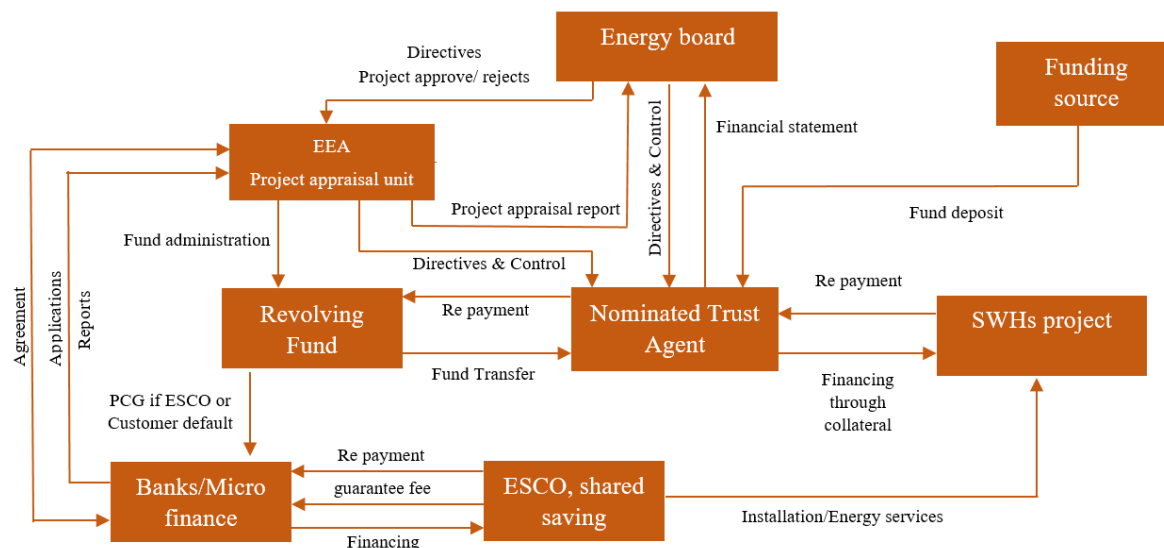 Energy board
Funding
source
Directives
Project approve/ rejects
EEA
Project appraisal unit
Directives & Control
Financial statement
Project appraisal report
Fund deposit
Fund administration
Directives & Control
Agreement
Applications
Reports
Revolving
Fund
Re payment
Fund Transfer
Nominated Trust
Agent
Re payment
SWHs project
Financing
through
collateral
PCG if ESCO or
Customer default
Banks/Micro
finance
Re payment
guarantee fee
Financing
ESCO, shared
saving
Installation/Energy services